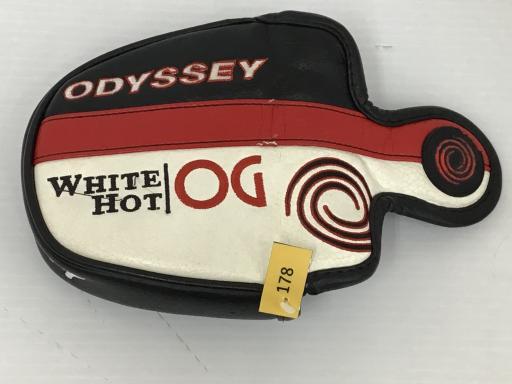 ODYSSEY
WHITE HOT | OG
178